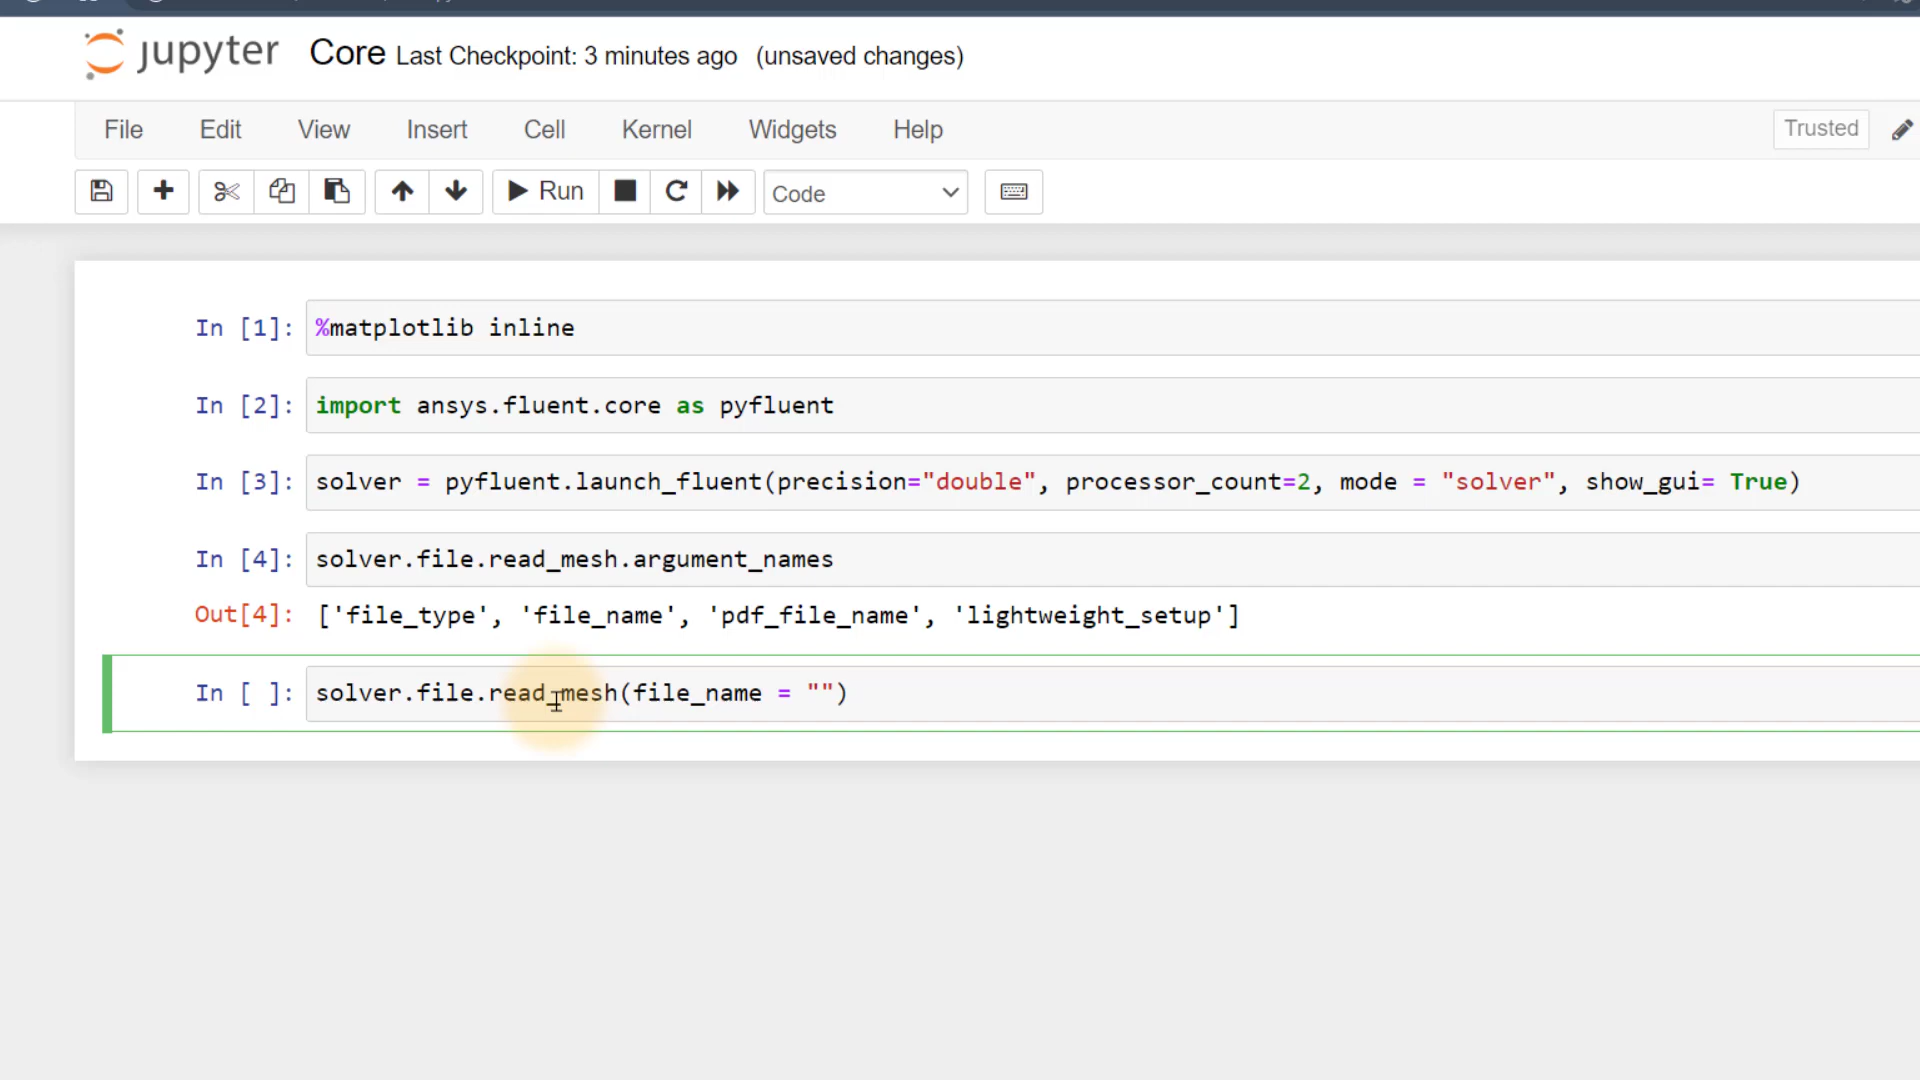 jupyter Core Last Checkpoint: 3 minutes ago (unsaved changes)
File Edit View Insert Cell Kernel Widgets Help Trusted
Run Code
In [1]: %matplotlib inline
In [2]: import ansys.fluent.core as pyfluent
In [3]: solver = pyfluent.launch_fluent(precision="double", processor_count=2, mode = "solver", show_gui= True)
In [4]: solver.file.read_mesh.argument_names
Out[4]: ['file_type', 'file_name', 'pdf_file_name', 'lightweight_setup']
In [ ]: solver.file.read_mesh(file_name = "")